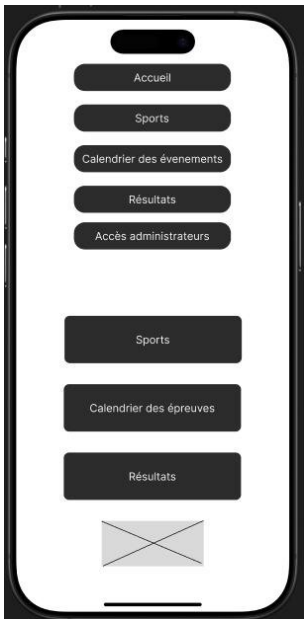 Accueil
Sports
Calendrier des évenements
Résultats
Accès administrateurs
Sports
Calendrier des épreuves
Résultats